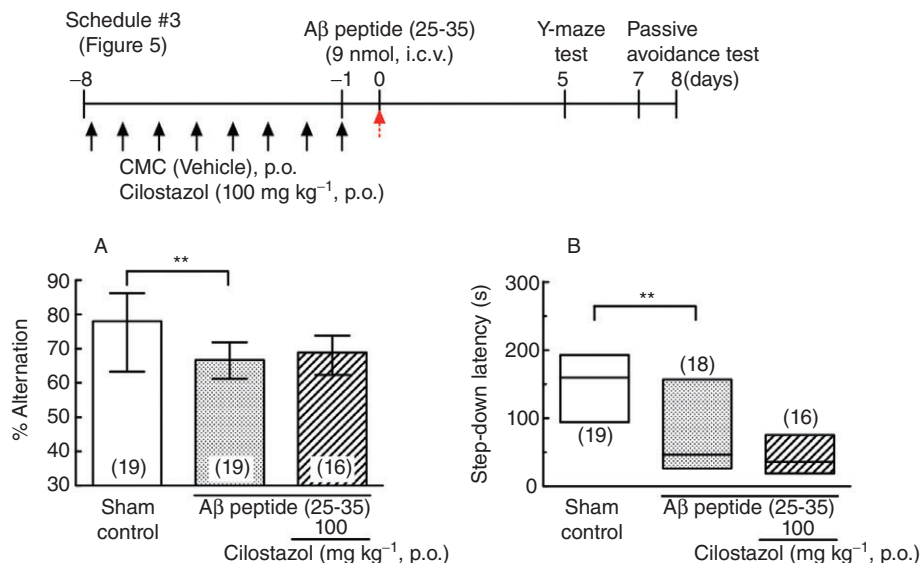 Schedule #3
(Figure 5)
Aβ peptide (25-35)
(9 nmol, i.c.v.)
Y-maze
test
Passive
avoidance test
−8 −1 0 5 7 8(days)
CMC (Vehicle), p.o.
Cilostazol (100 mg kg⁻¹, p.o.)
A
**
% Alternation
90
80
70
60
50
40
30
(19) (19) (16)
Sham
control
Aβ peptide (25-35)
100
Cilostazol (mg kg⁻¹, p.o.)
B
**
Step-down latency (s)
300
200
100
0
(19) (18) (16)
Sham
control
Aβ peptide (25-35)
100
Cilostazol (mg kg⁻¹, p.o.)